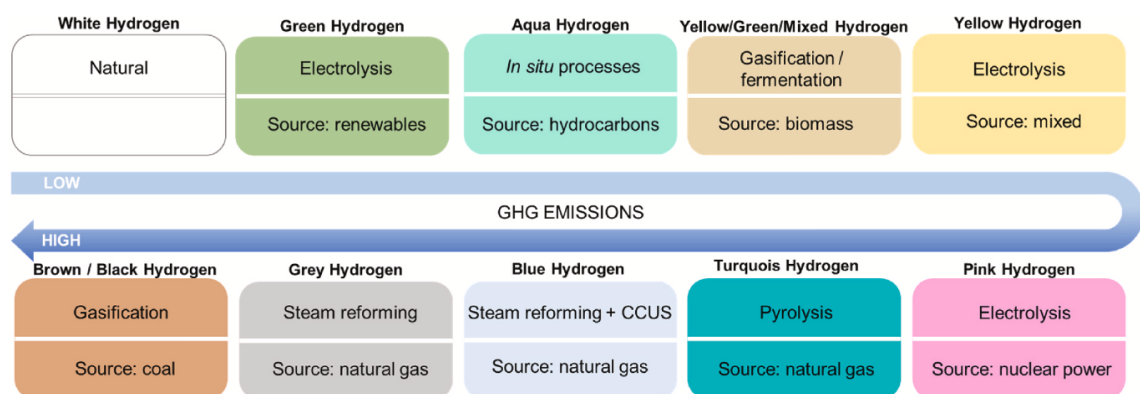 White Hydrogen
Natural
Green Hydrogen
Electrolysis
Source: renewables
Aqua Hydrogen
In situ processes
Source: hydrocarbons
Yellow/Green/Mixed Hydrogen
Gasification /
fermentation
Source: biomass
Yellow Hydrogen
Electrolysis
Source: mixed
LOW
GHG EMISSIONS
HIGH
Brown / Black Hydrogen
Gasification
Source: coal
Grey Hydrogen
Steam reforming
Source: natural gas
Blue Hydrogen
Steam reforming + CCUS
Source: natural gas
Turquois Hydrogen
Pyrolysis
Source: natural gas
Pink Hydrogen
Electrolysis
Source: nuclear power